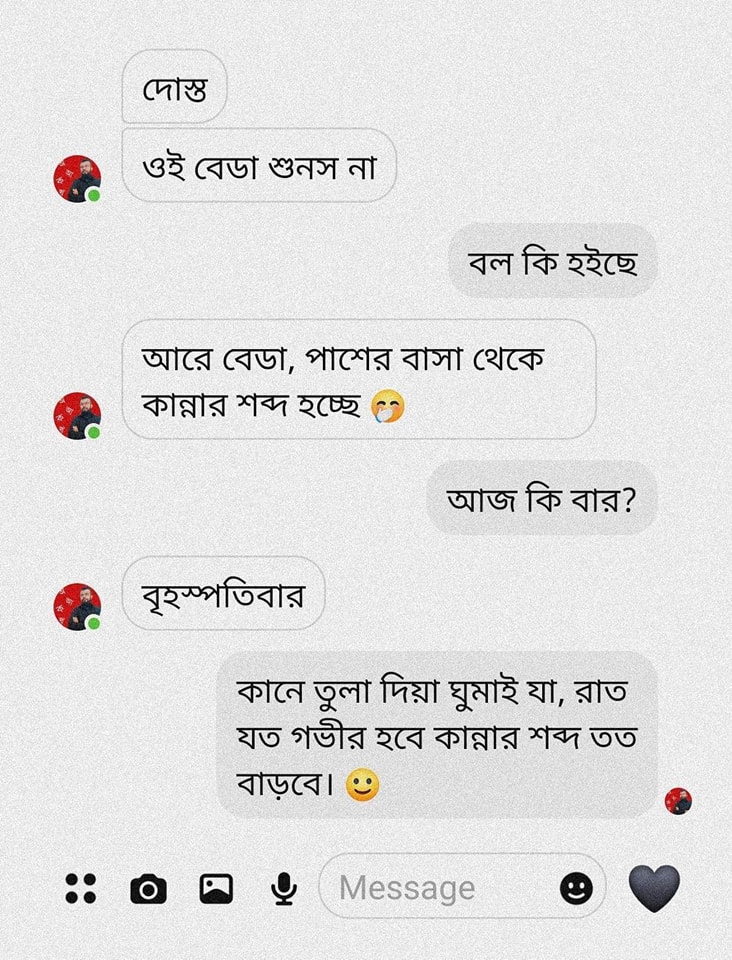 দোস্ত
ওই বেডা শুনস না
বল কি হইছে
আরে বেডা, পাশের বাসা থেকে
কান্নার শব্দ হচ্ছে 🤭
আজ কি বার?
বৃহস্পতিবার
কানে তুলা দিয়া ঘুমাই যা, রাত
যত গভীর হবে কান্নার শব্দ তত
বাড়বে। 🙂
Message